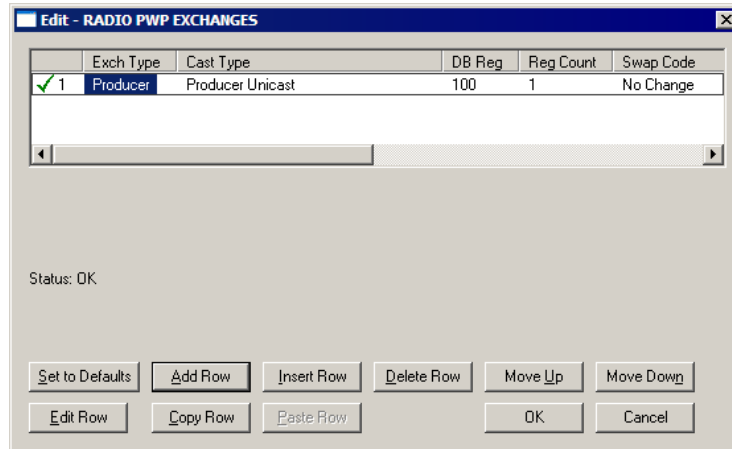 Edit - RADIO PWP EXCHANGES
Exch Type Cast Type DB Reg Reg Count Swap Code
1 Producer Producer Unicast 100 1 No Change
Status: OK
Set to Defaults Add Row Insert Row Delete Row Move Up Move Down
Edit Row Copy Row Paste Row OK Cancel